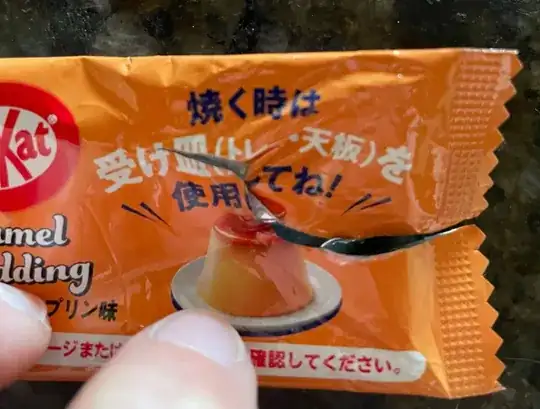 焼く時は
受け皿(トレー・天板)を
使用してね!
Kat
amel
dding
プリン味
ージまたは
確認してください。